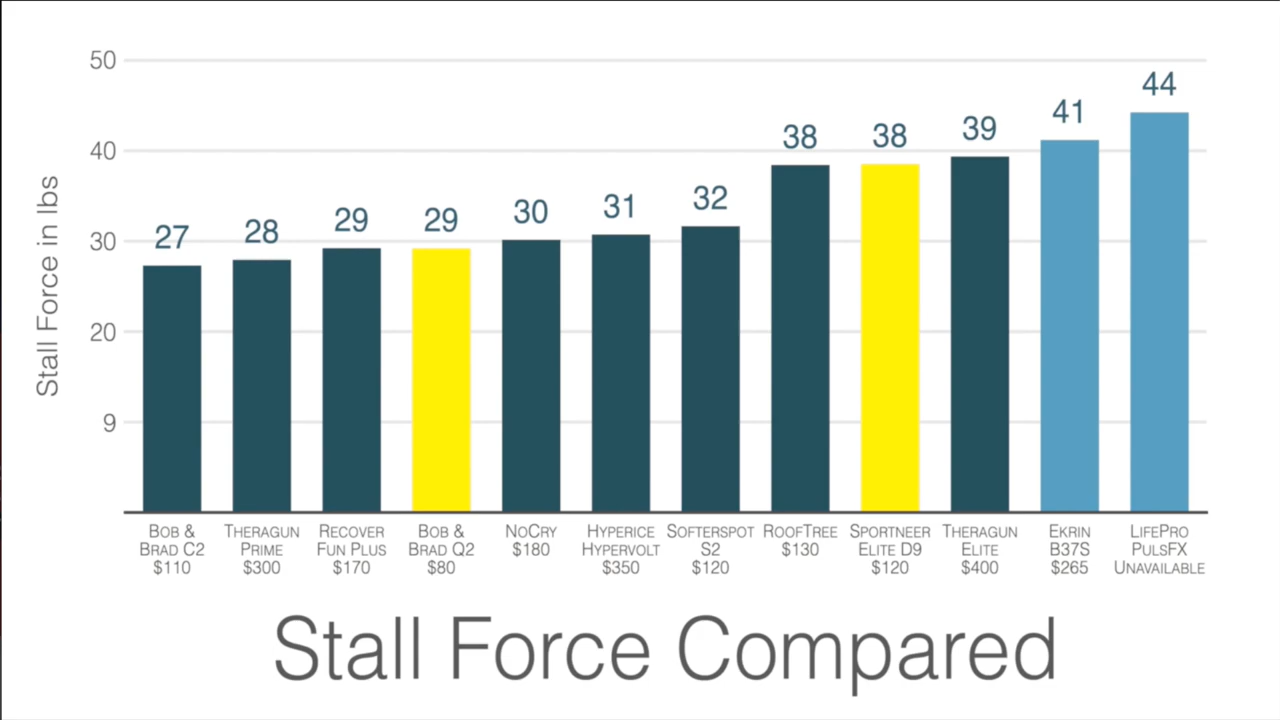 50
40
30
20
9
Stall Force in lbs
27
28
29
29
30
31
32
38
38
39
41
44
Bob &
Brad C2
$110
Theragun
Prime
$300
Recover
Fun Plus
$170
Bob &
Brad Q2
$80
NoCry
$180
Hyperice
Hypervolt
$350
Softerspot
S2
$120
RoofTree
$130
Sportneer
Elite D9
$120
Theragun
Elite
$400
Ekrin
B37S
$265
LifePro
PulsFX
Unavailable
Stall Force Compared